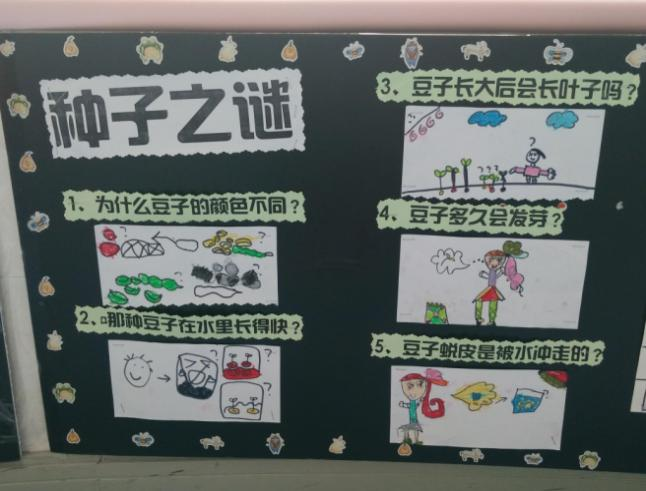 种子之谜
1、为什么豆子的颜色不同？
2、哪种豆子在水里长得快？
3、豆子长大后会长叶子吗？
4、豆子多久会发芽？
5、豆子蜕皮是被水冲走的？